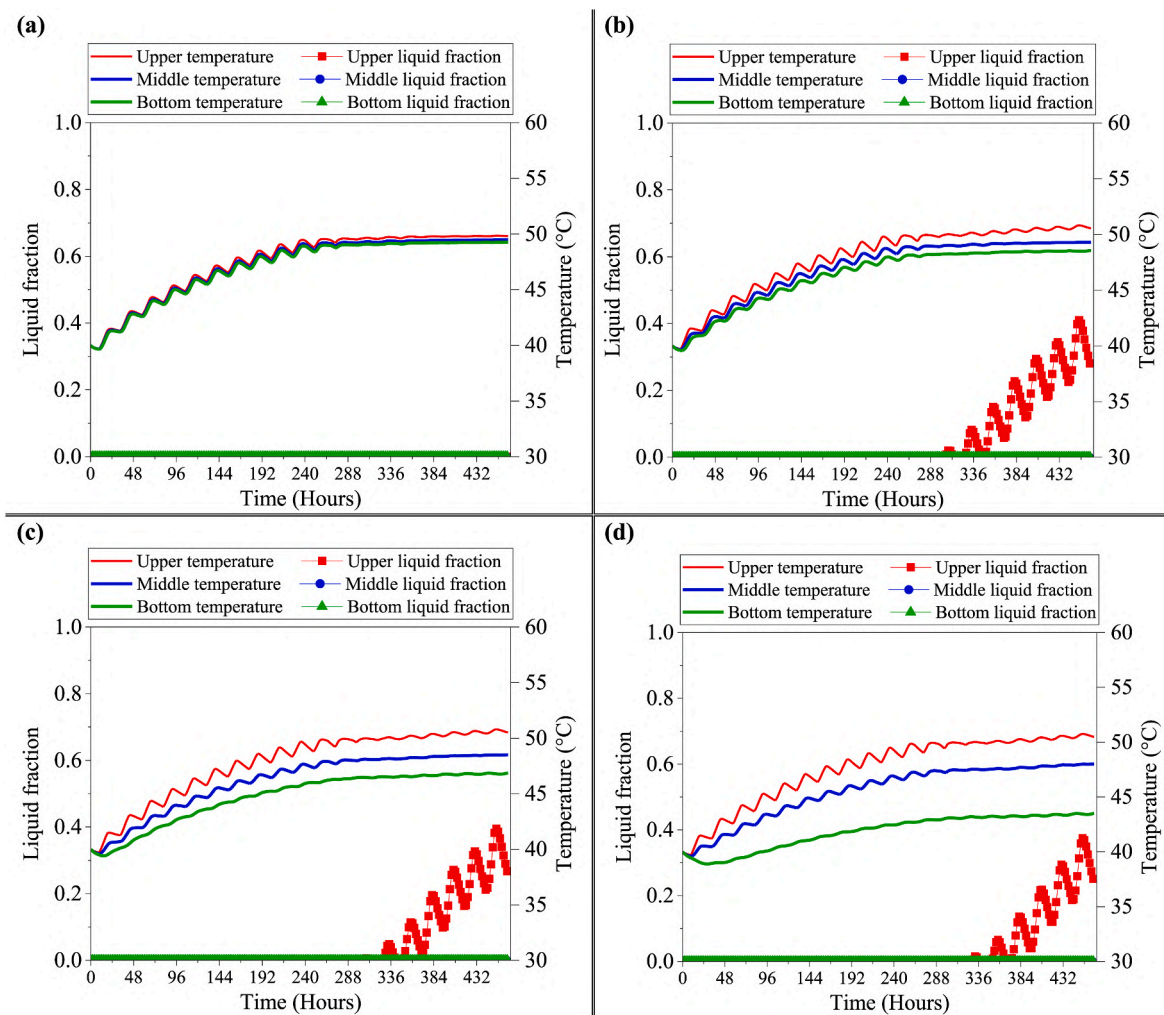 (a)
Upper temperature Upper liquid fraction
Middle temperature Middle liquid fraction
Bottom temperature Bottom liquid fraction
1.0 60
0.8 55
50
0.6 45
0.4 40
0.2 35
0.0 30
Liquid fraction
Temperature (°C)
0 48 96 144 192 240 288 336 384 432
Time (Hours)
(b)
Upper temperature Upper liquid fraction
Middle temperature Middle liquid fraction
Bottom temperature Bottom liquid fraction
1.0 60
0.8 55
50
0.6 45
0.4 40
0.2 35
0.0 30
Liquid fraction
Temperature (°C)
0 48 96 144 192 240 288 336 384 432
Time (Hours)
(c)
Upper temperature Upper liquid fraction
Middle temperature Middle liquid fraction
Bottom temperature Bottom liquid fraction
1.0 60
0.8 55
50
0.6 45
0.4 40
0.2 35
0.0 30
Liquid fraction
Temperature (°C)
0 48 96 144 192 240 288 336 384 432
Time (Hours)
(d)
Upper temperature Upper liquid fraction
Middle temperature Middle liquid fraction
Bottom temperature Bottom liquid fraction
1.0 60
0.8 55
50
0.6 45
0.4 40
0.2 35
0.0 30
Liquid fraction
Temperature (°C)
0 48 96 144 192 240 288 336 384 432
Time (Hours)